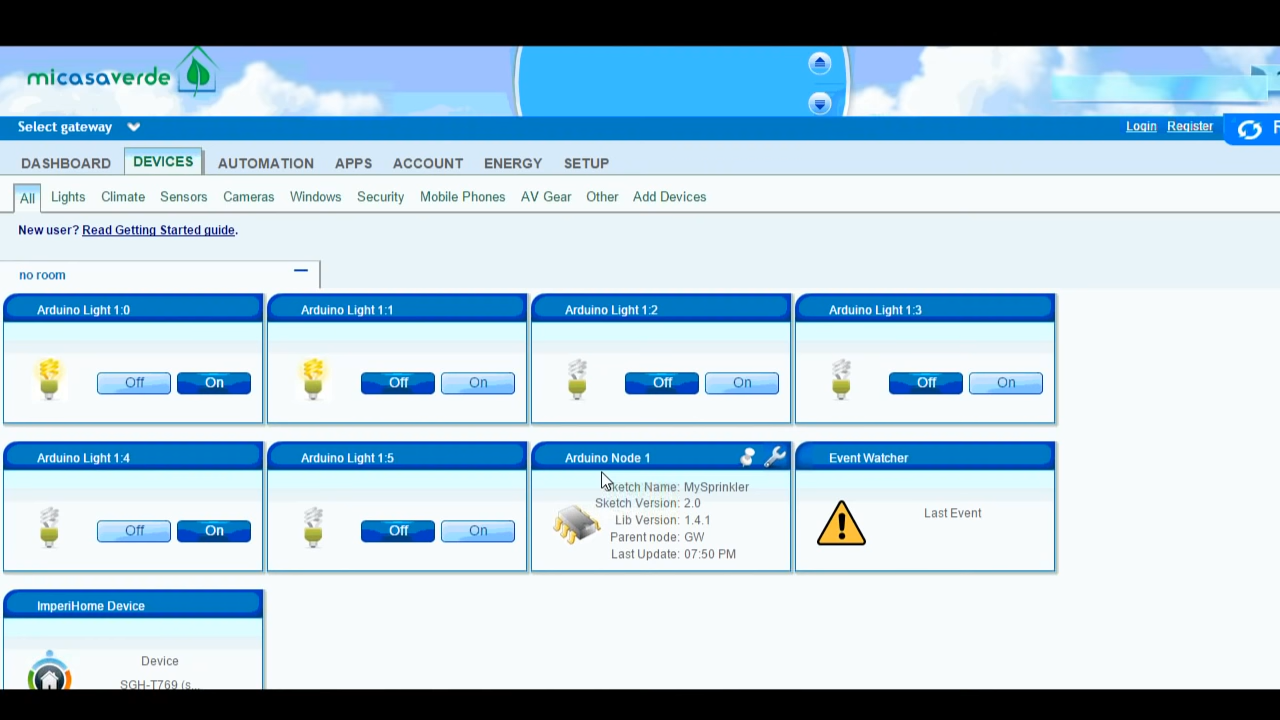 micasaverde
Select gateway
Login Register
DASHBOARD DEVICES AUTOMATION APPS ACCOUNT ENERGY SETUP
All Lights Climate Sensors Cameras Windows Security Mobile Phones AV Gear Other Add Devices
New user? Read Getting Started guide.
no room
Arduino Light 1:0
Off On
Arduino Light 1:1
Off On
Arduino Light 1:2
Off On
Arduino Light 1:3
Off On
Arduino Light 1:4
Off On
Arduino Light 1:5
Off On
Arduino Node 1
Sketch Name: MySprinkler
Sketch Version: 2.0
Lib Version: 1.4.1
Parent node: GW
Last Update: 07:50 PM
Event Watcher
Last Event
ImperiHome Device
Device
SGH-T769 (s...